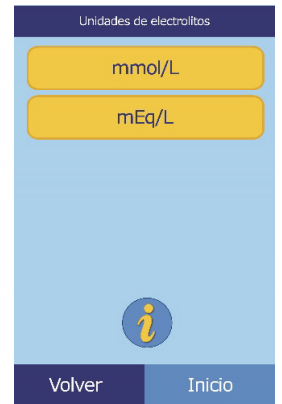 Unidades de electrolitos
mmol/L
mEq/L
i
Volver Inicio